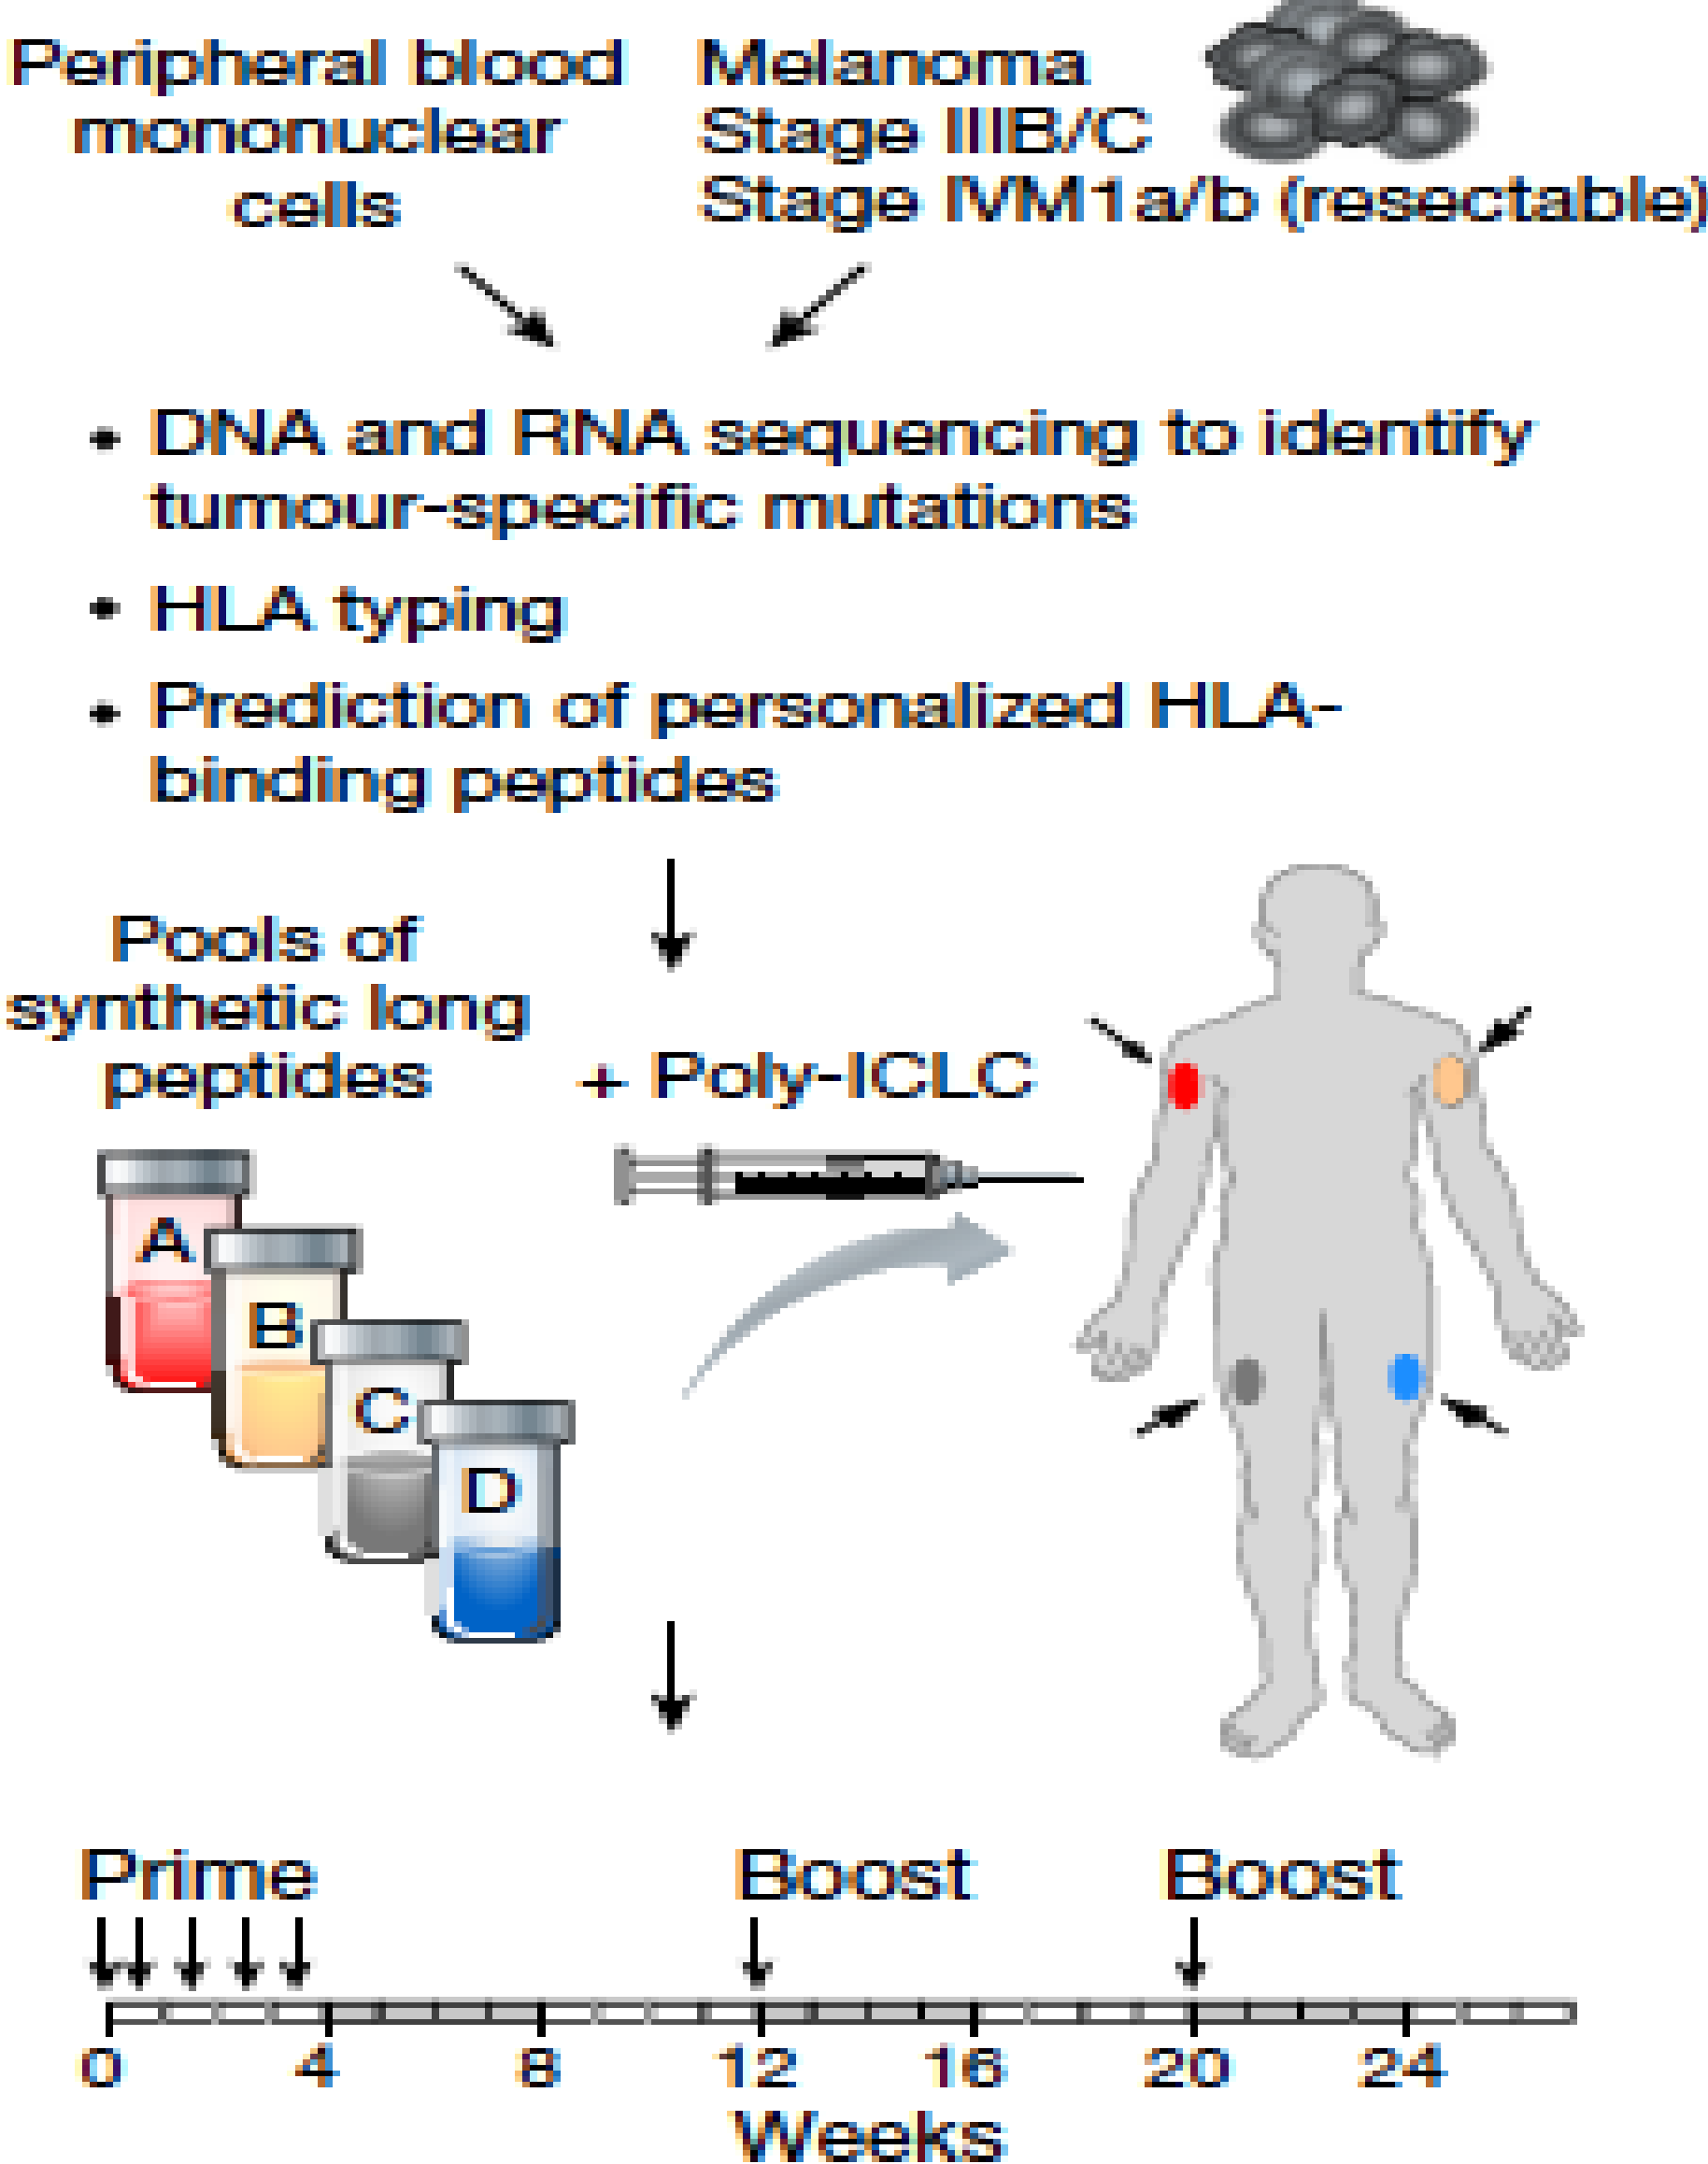 Peripheral blood
mononuclear
cells
Melanoma
Stage IIIB/C
Stage IVM1a/b (resectable)
• DNA and RNA sequencing to identify
tumour-specific mutations
• HLA typing
• Prediction of personalized HLA-
binding peptides
Pools of
synthetic long
peptides
+ Poly-ICLC
A
B
C
D
Prime
Boost
Boost
0 4 8 12 16 20 24
Weeks